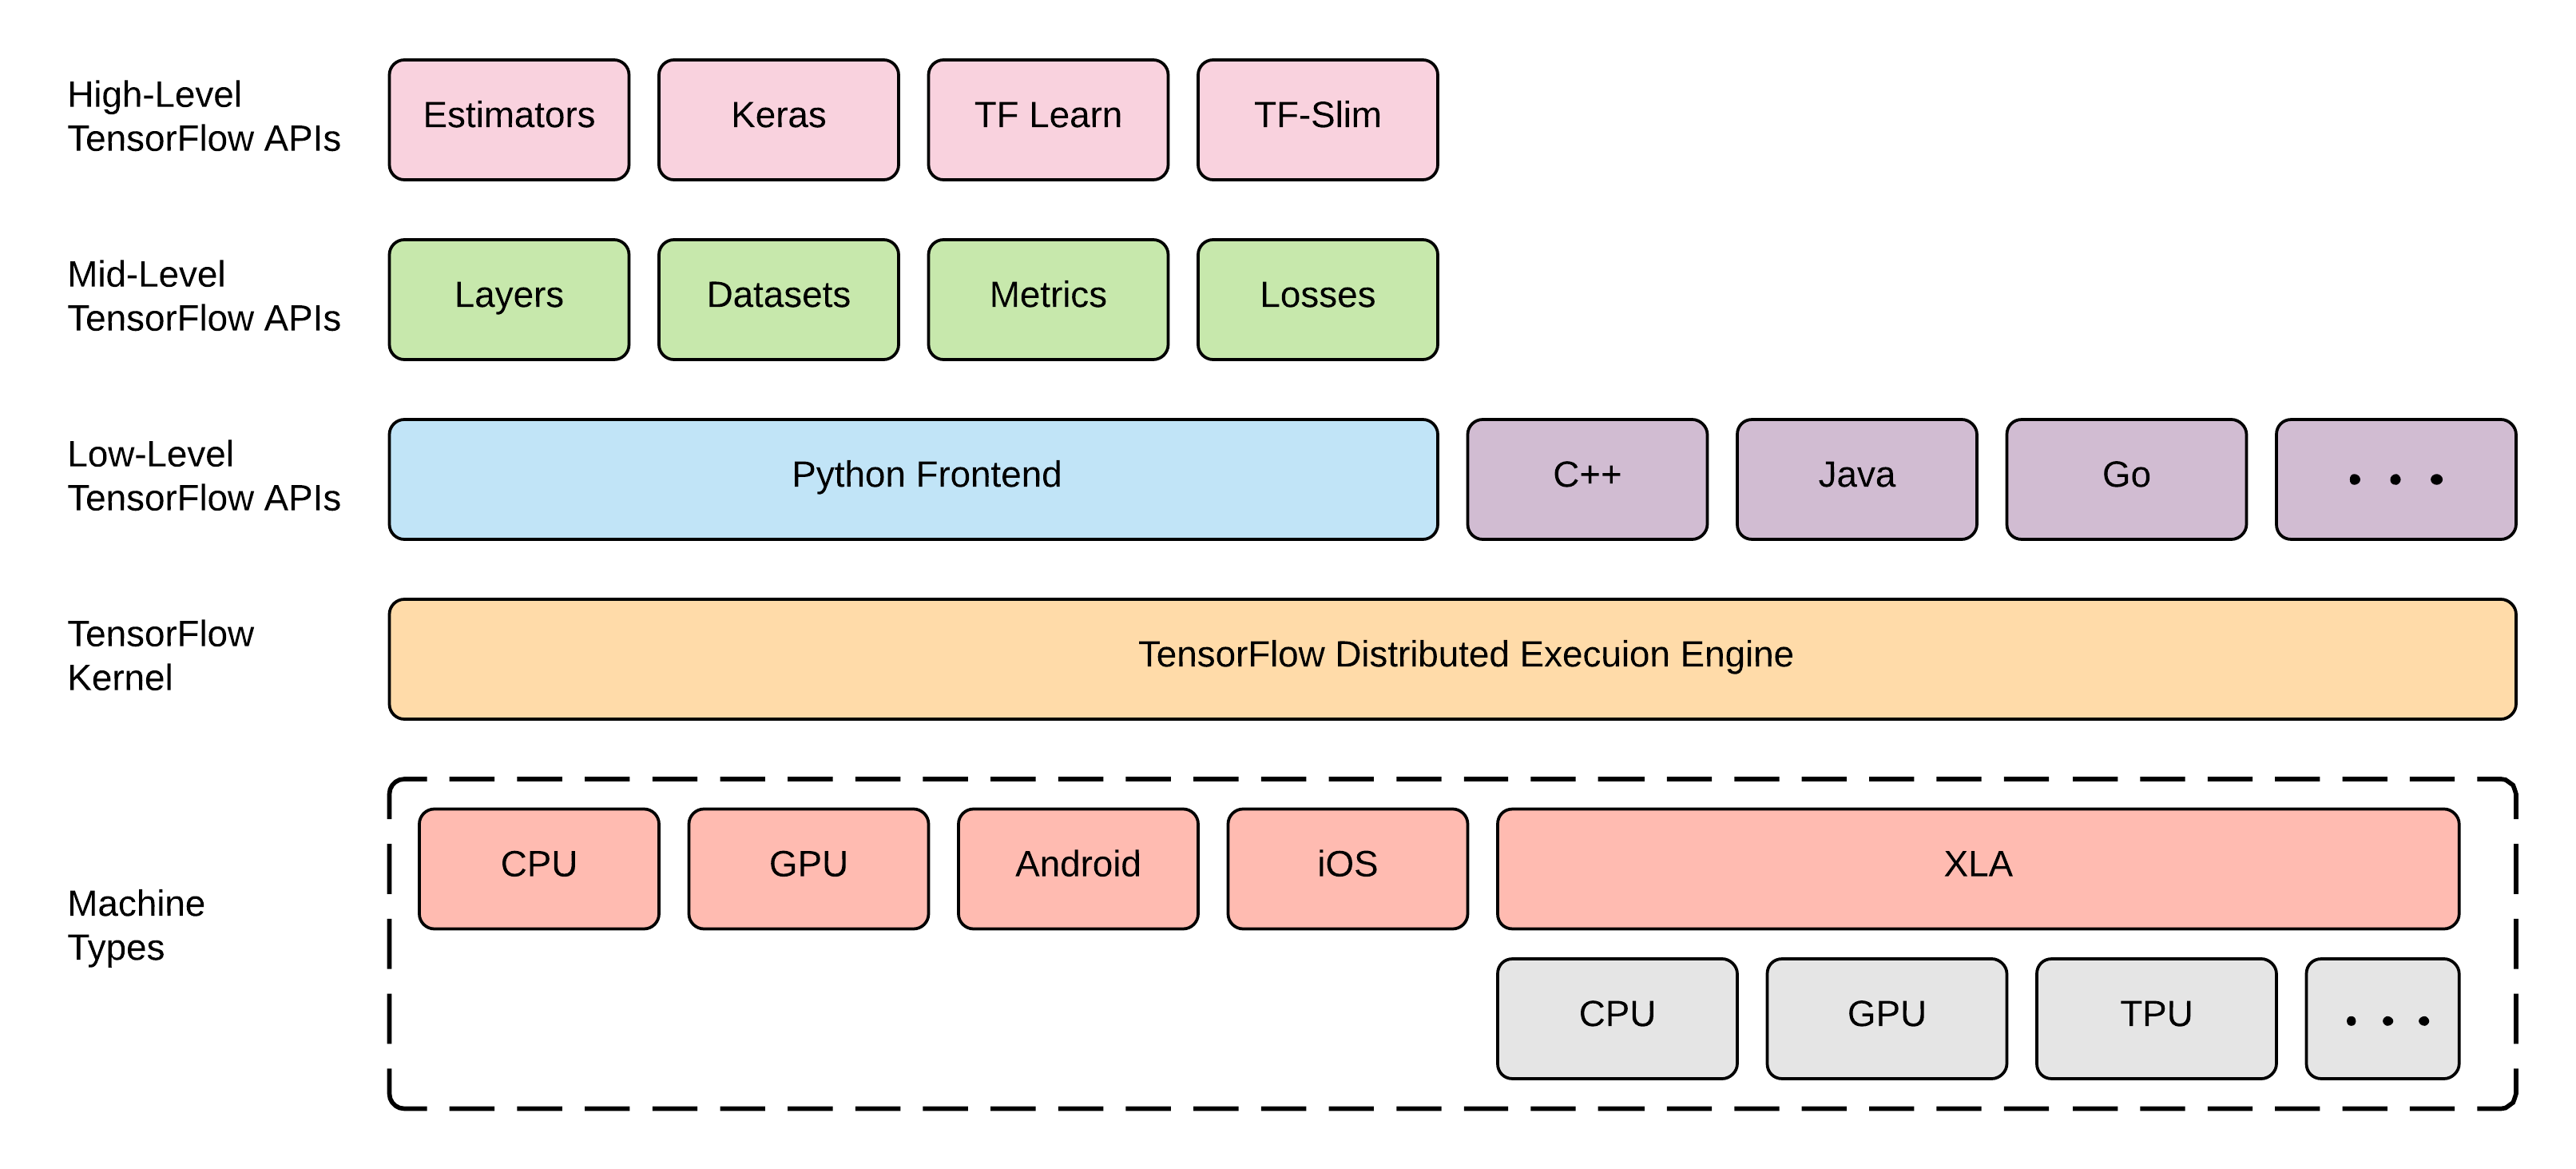 High-Level
TensorFlow APIs
Estimators
Keras
TF Learn
TF-Slim
Mid-Level
TensorFlow APIs
Layers
Datasets
Metrics
Losses
Low-Level
TensorFlow APIs
Python Frontend
C++
Java
Go
• • •
TensorFlow
Kernel
TensorFlow Distributed Execuion Engine
Machine
Types
CPU
GPU
Android
iOS
XLA
CPU
GPU
TPU
• • •